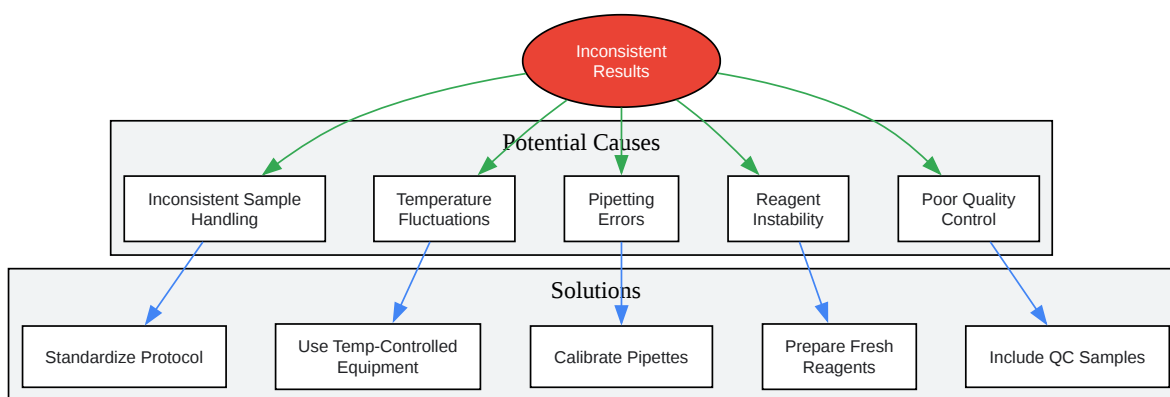 Inconsistent
Results
Potential Causes
Inconsistent Sample
Handling
Temperature
Fluctuations
Pipetting
Errors
Reagent
Instability
Poor Quality
Control
Solutions
Standardize Protocol
Use Temp-Controlled
Equipment
Calibrate Pipettes
Prepare Fresh
Reagents
Include QC Samples